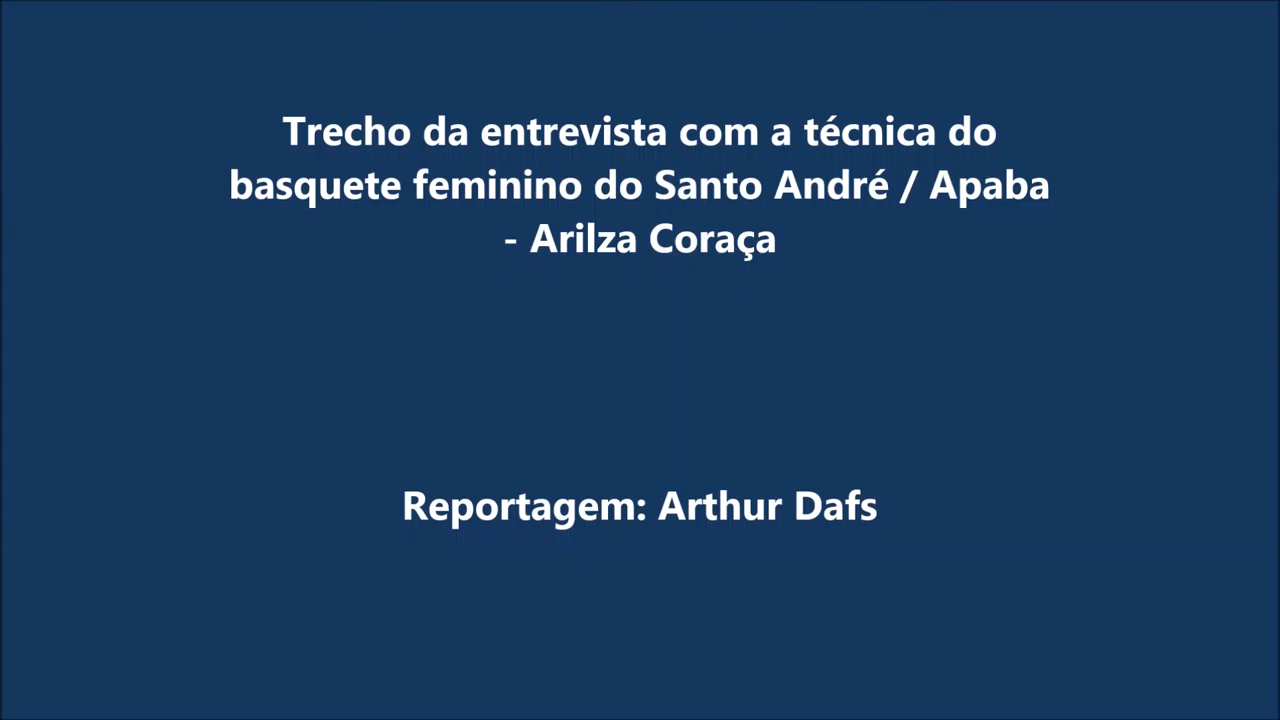 Trecho da entrevista com a técnica do
basquete feminino do Santo André / Apaba
- Arilza Coraça
Reportagem: Arthur Dafs